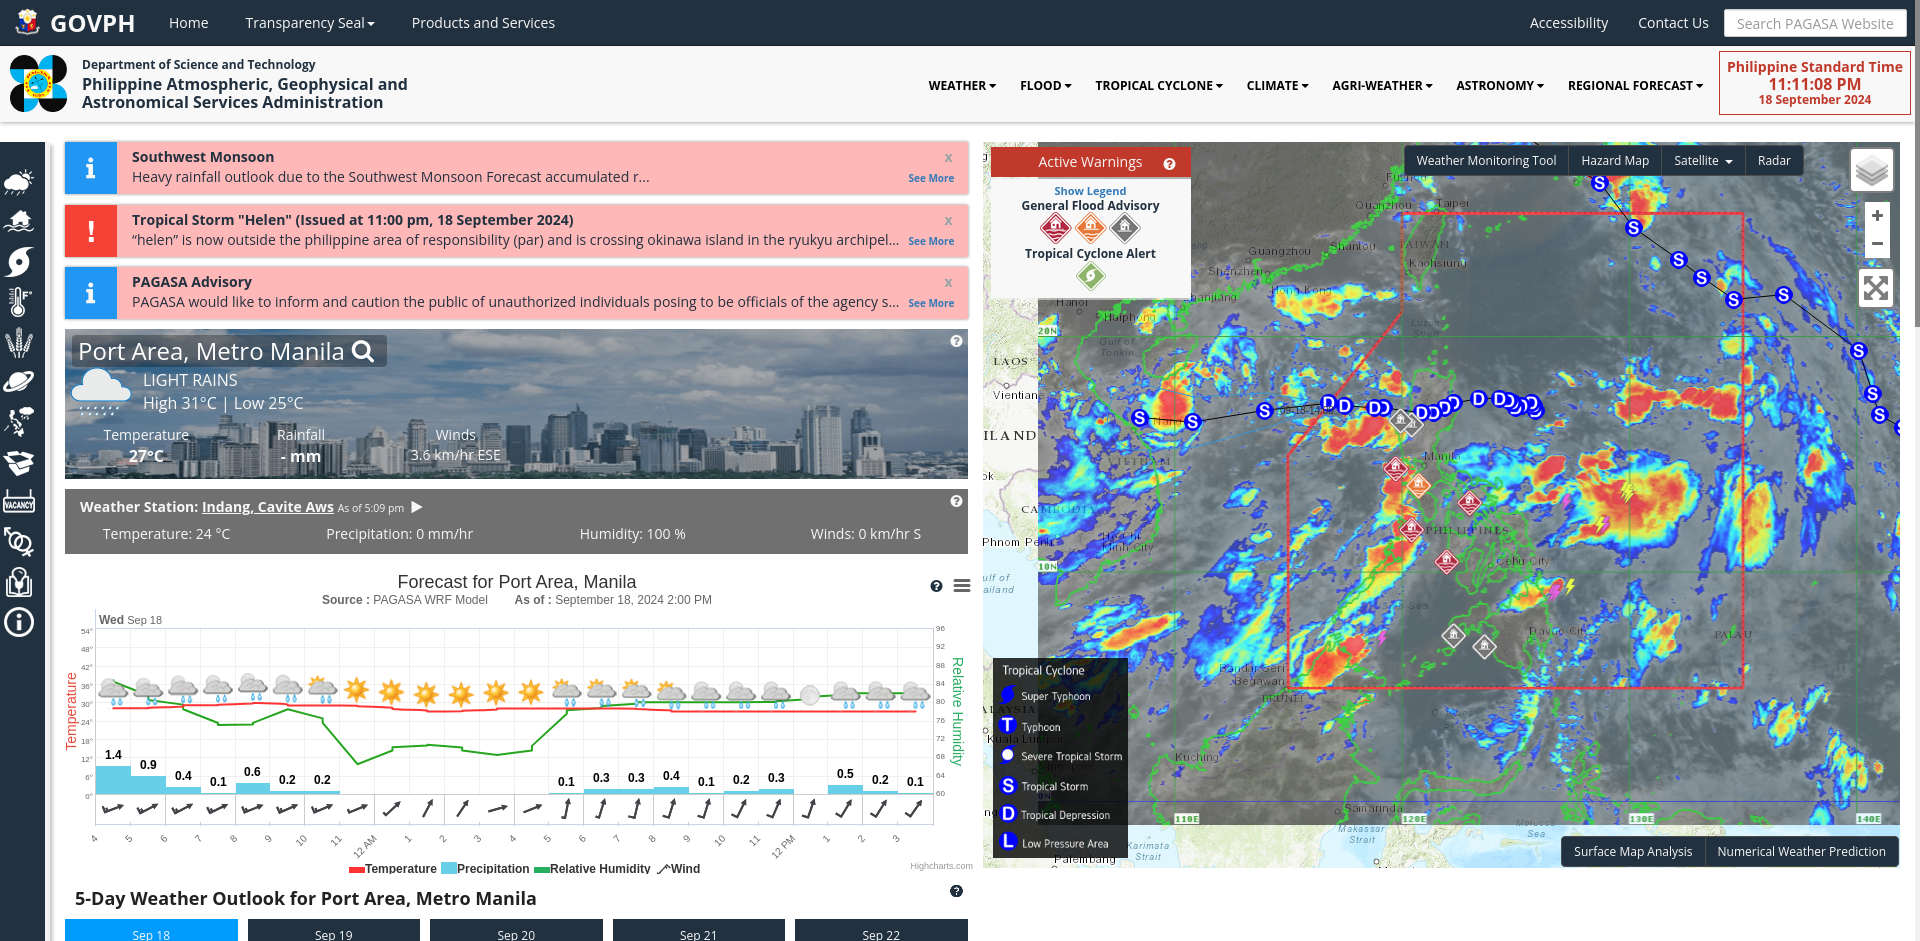 GOVPH
Home
Transparency Seal
Products and Services
Accessibility
Contact Us
Search PAGASA Website
Department of Science and Technology
Philippine Atmospheric, Geophysical and
Astronomical Services Administration
WEATHER
FLOOD
TROPICAL CYCLONE
CLIMATE
AGRI-WEATHER
ASTRONOMY
REGIONAL FORECAST
Philippine Standard Time
11:11:08 PM
18 September 2024
Southwest Monsoon
x
Heavy rainfall outlook due to the Southwest Monsoon Forecast accumulated r...
See More
Tropical Storm "Helen" (Issued at 11:00 pm, 18 September 2024)
x
“helen” is now outside the philippine area of responsibility (par) and is crossing okinawa island in the ryukyu archipel...
See More
PAGASA Advisory
x
PAGASA would like to inform and caution the public of unauthorized individuals posing to be officials of the agency s...
See More
VACANCY
Port Area, Metro Manila
LIGHT RAINS
High 31°C | Low 25°C
Temperature
Rainfall
Winds
27°C
- mm
3.6 km/hr ESE
Weather Station: Indang, Cavite Aws As of 5:09 pm
Temperature: 24 °C
Precipitation: 0 mm/hr
Humidity: 100 %
Winds: 0 km/hr S
Forecast for Port Area, Manila
Source : PAGASA WRF Model As of : September 18, 2024 2:00 PM
Wed Sep 18
54°
48°
42°
36°
30°
24°
18°
12°
6°
0°
Temperature
96
92
88
84
80
76
72
68
64
60
Relative Humidity
1.4
0.9
0.4
0.1
0.6
0.2
0.2
0.1
0.3
0.3
0.4
0.1
0.2
0.3
0.5
0.2
0.1
4
5
6
7
8
9
10
11
12 AM
1
2
3
4
5
6
7
8
9
10
11
12 PM
1
2
3
Temperature
Precipitation
Relative Humidity
Wind
Highcharts.com
5-Day Weather Outlook for Port Area, Metro Manila
Sep 18
Sep 19
Sep 20
Sep 21
Sep 22
Active Warnings
Show Legend
General Flood Advisory
Tropical Cyclone Alert
Weather Monitoring Tool
Hazard Map
Satellite
Radar
+
−
Quanzhou
Taipei
Guangzhou
Shantou
TAIWAN
Kaohsiung
Shenzhen
Hong Kong
Hanoi
Haiphong
Gulf of
Tonkin
Luzon
Strait
20N
LAOS
Vientian
ILAND
VIETNAM
CAMBODIA
Phnom Penh
Ho Chi
Minh City
10N
Manila
PHILIPPINES
Cebu City
Sulu Sea
Davao City
PALAU
Bandar Seri
Begawan
BRUNEI
Kuala Lumpur
Kuching
Samarinda
110E
120E
130E
140E
Makassar
Strait
Molucca
Sea
Karimata
Strait
Palembang
Tropical Cyclone
Super Typhoon
T Typhoon
Severe Tropical Storm
S Tropical Storm
D Tropical Depression
L Low Pressure Area
Surface Map Analysis
Numerical Weather Prediction